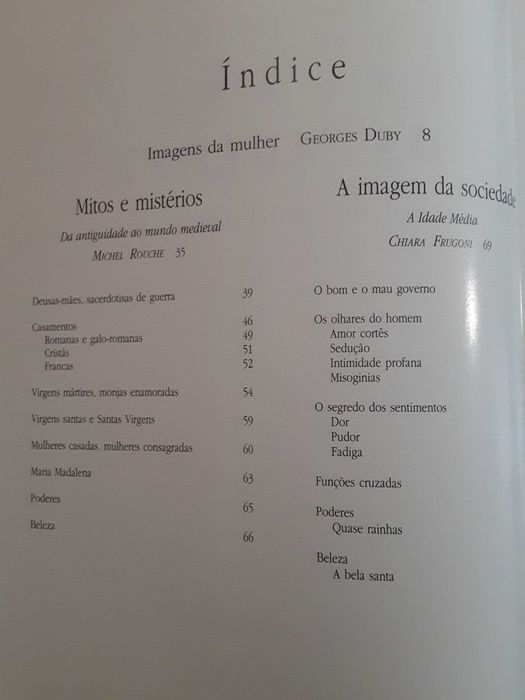 Índice
Imagens da mulher GEORGES DUBY 8
Mitos e mistérios
Da antiguidade ao mundo medieval
MICHEL ROUCHE 35
Deusas-mães, sacerdotisas de guerra 39
Casamentos 46
Romanas e galo-romanas 49
Cristãs 51
Francas 52
Virgens mártires, monjas enamoradas 54
Virgens santas e Santas Virgens 59
Mulheres casadas, mulheres consagradas 60
Maria Madalena 63
Poderes 65
Beleza 66
A imagem da sociedade
A Idade Média
CHIARA FRUGONI 69
O bom e o mau governo
Os olhares do homem
Amor cortês
Sedução
Intimidade profana
Misoginias
O segredo dos sentimentos
Dor
Pudor
Fadiga
Funções cruzadas
Poderes
Quase rainhas
Beleza
A bela santa